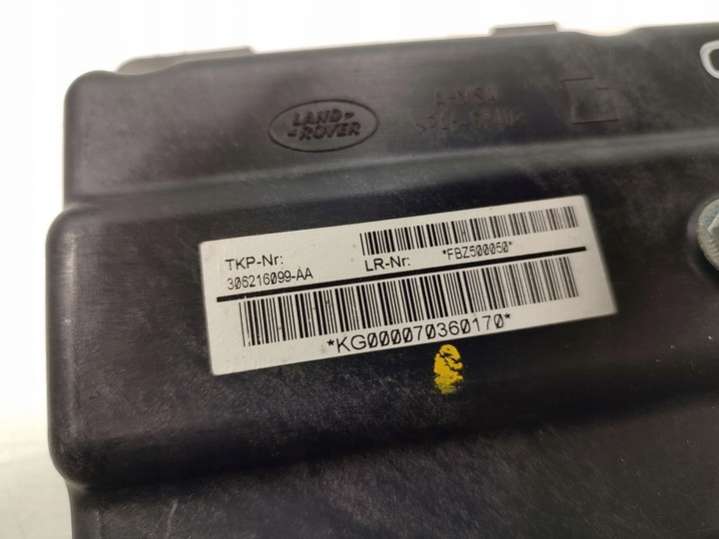 LAND-
-ROVER
TKP-Nr:
306216099-AA
LR-Nr:
*FBZ500050*
*KG000070360170*